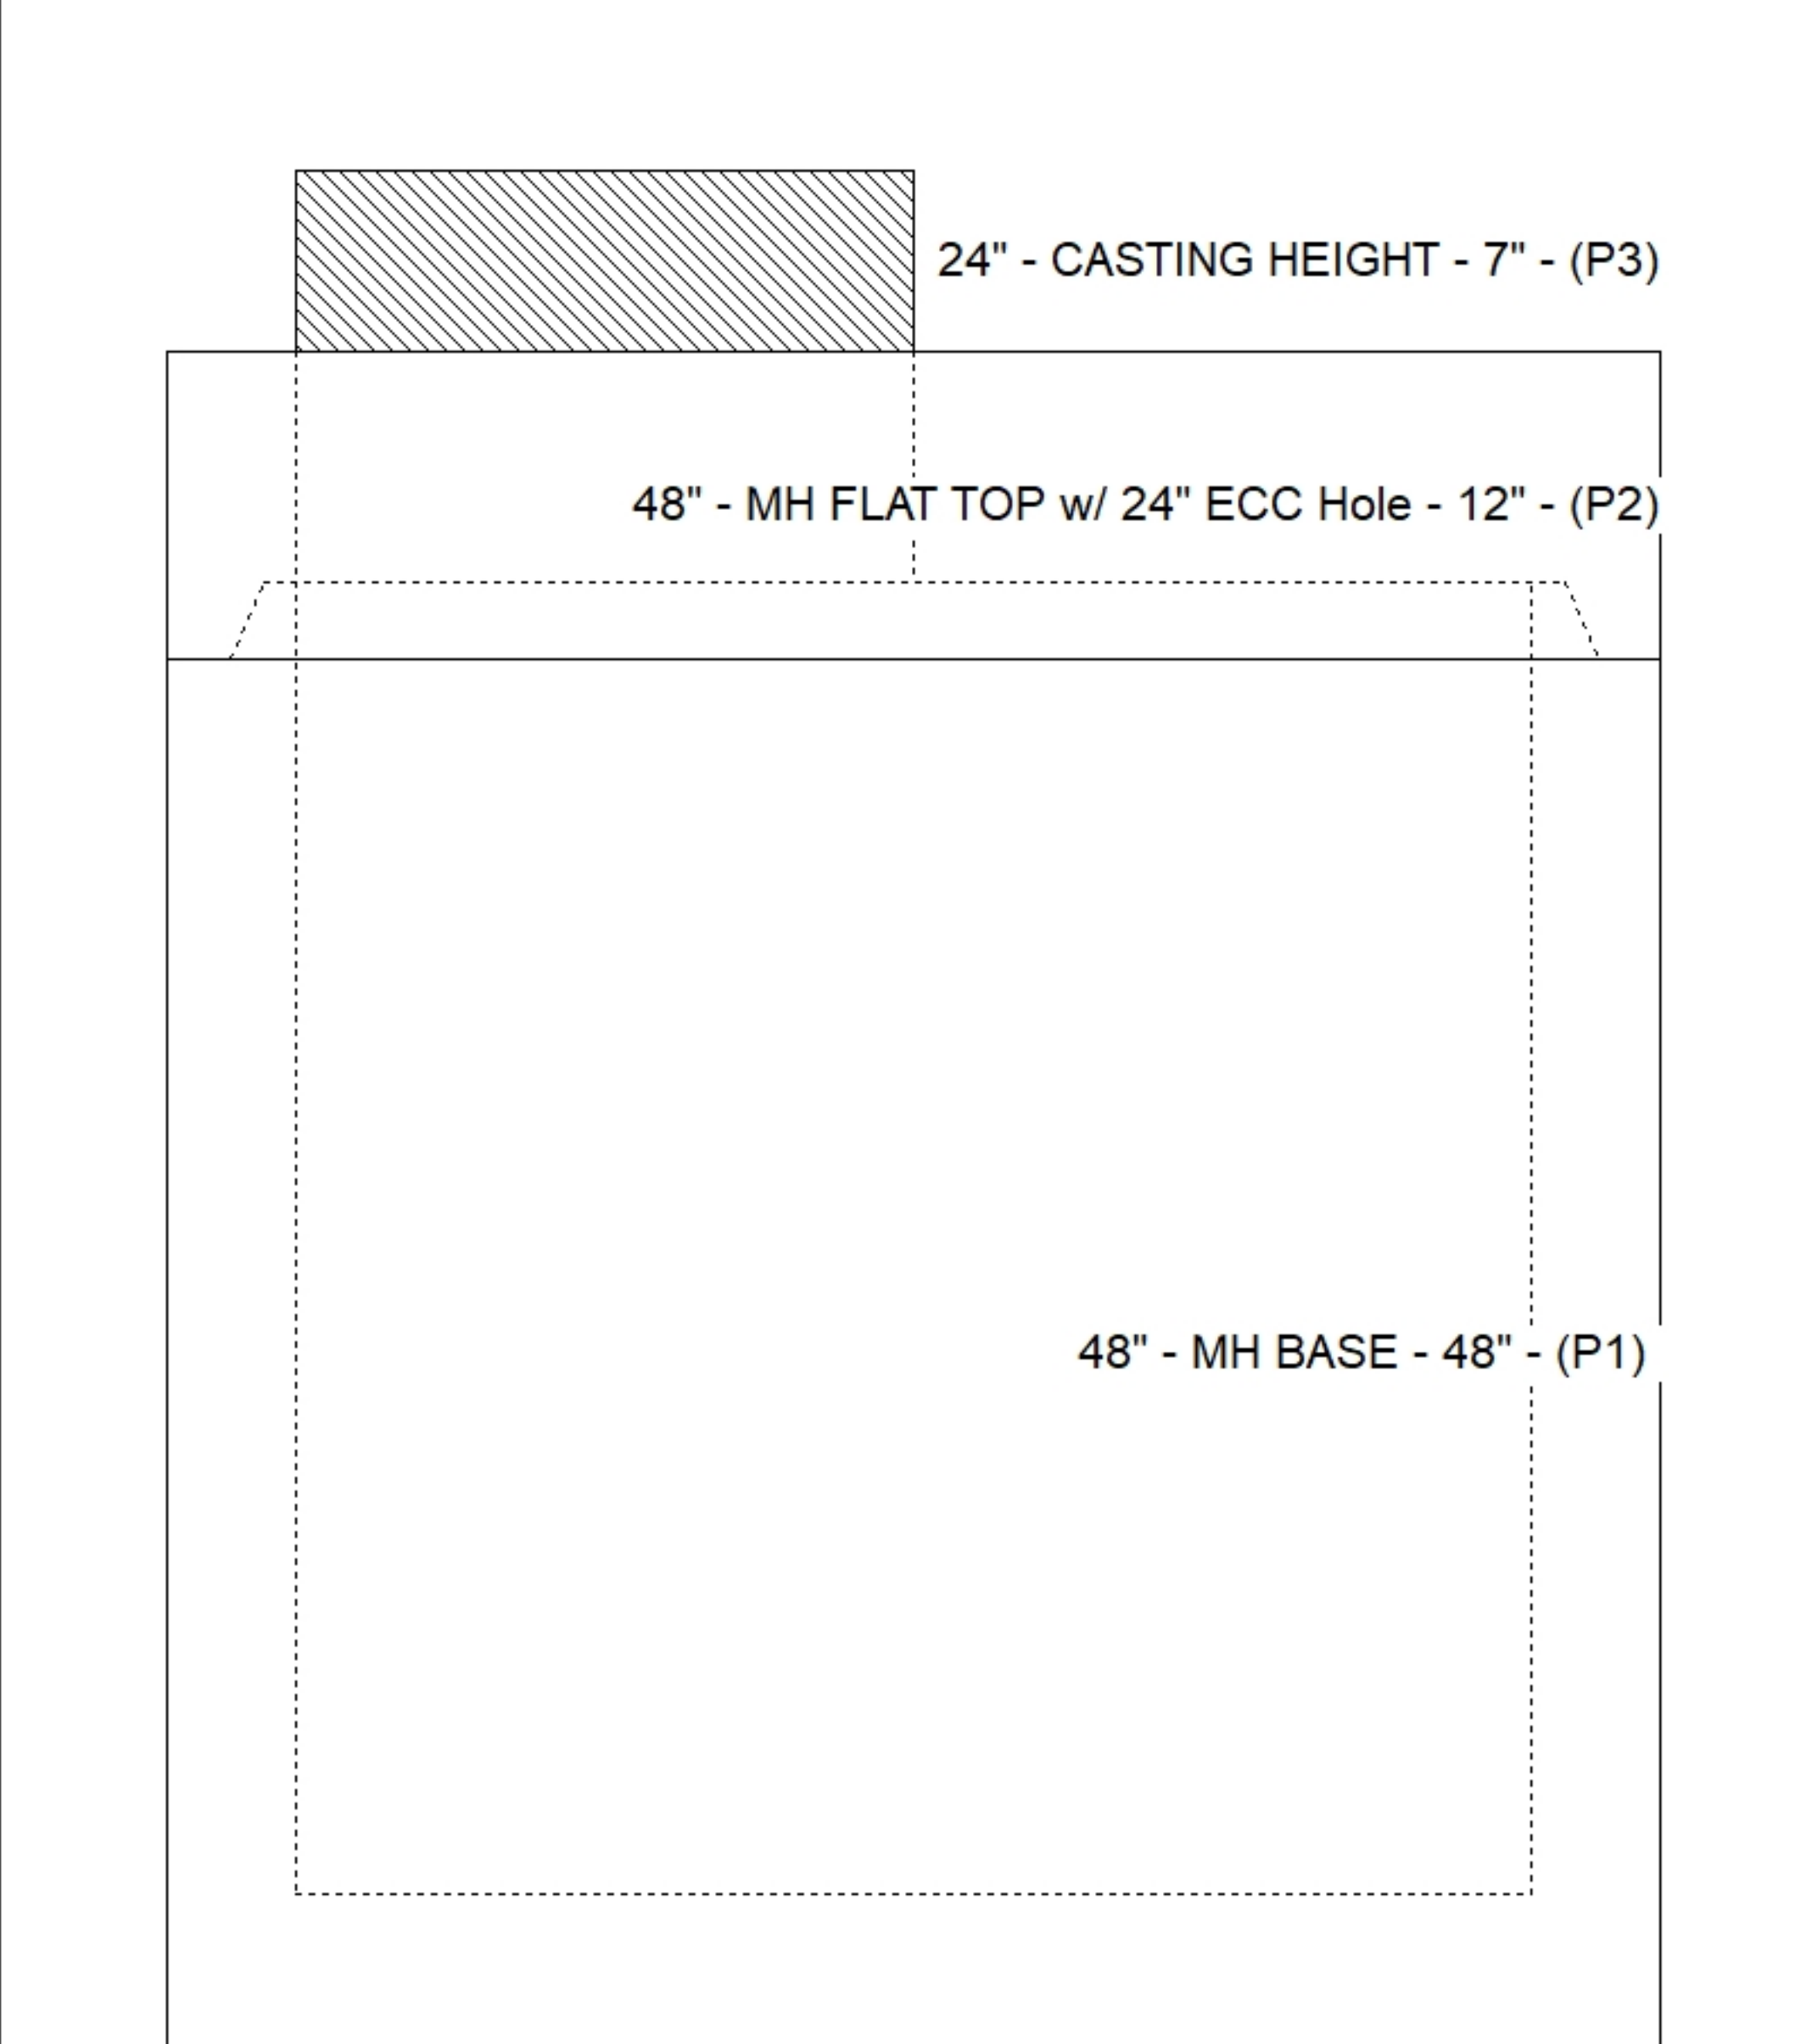 24" - CASTING HEIGHT - 7" - (P3)
48" - MH FLAT TOP w/ 24" ECC Hole - 12" - (P2)
48" - MH BASE - 48" - (P1)